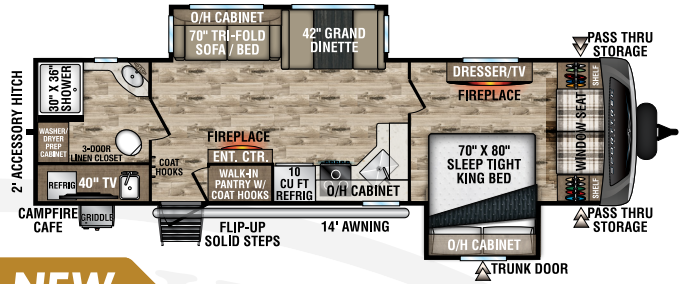 O/H CABINET
70" TRI-FOLD
SOFA / BED
42" GRAND
DINETTE
PASS THRU
STORAGE
DRESSER/TV
FIREPLACE
SHELF
WINDOW SEAT
SHELF
2" ACCESSORY HITCH
30" X 36"
SHOWER
WASHER/
DRYER
PREP
CABINET
3-DOOR
LINEN CLOSET
COAT
HOOKS
FIREPLACE
ENT. CTR.
WALK-IN
PANTRY W/
COAT HOOKS
10
CU FT
REFRIG
O/H CABINET
70" X 80"
SLEEP TIGHT
KING BED
O/H CABINET
REFRIG
40" TV
CAMPFIRE
CAFE
GRIDDLE
FLIP-UP
SOLID STEPS
14' AWNING
PASS THRU
STORAGE
TRUNK DOOR
NEW